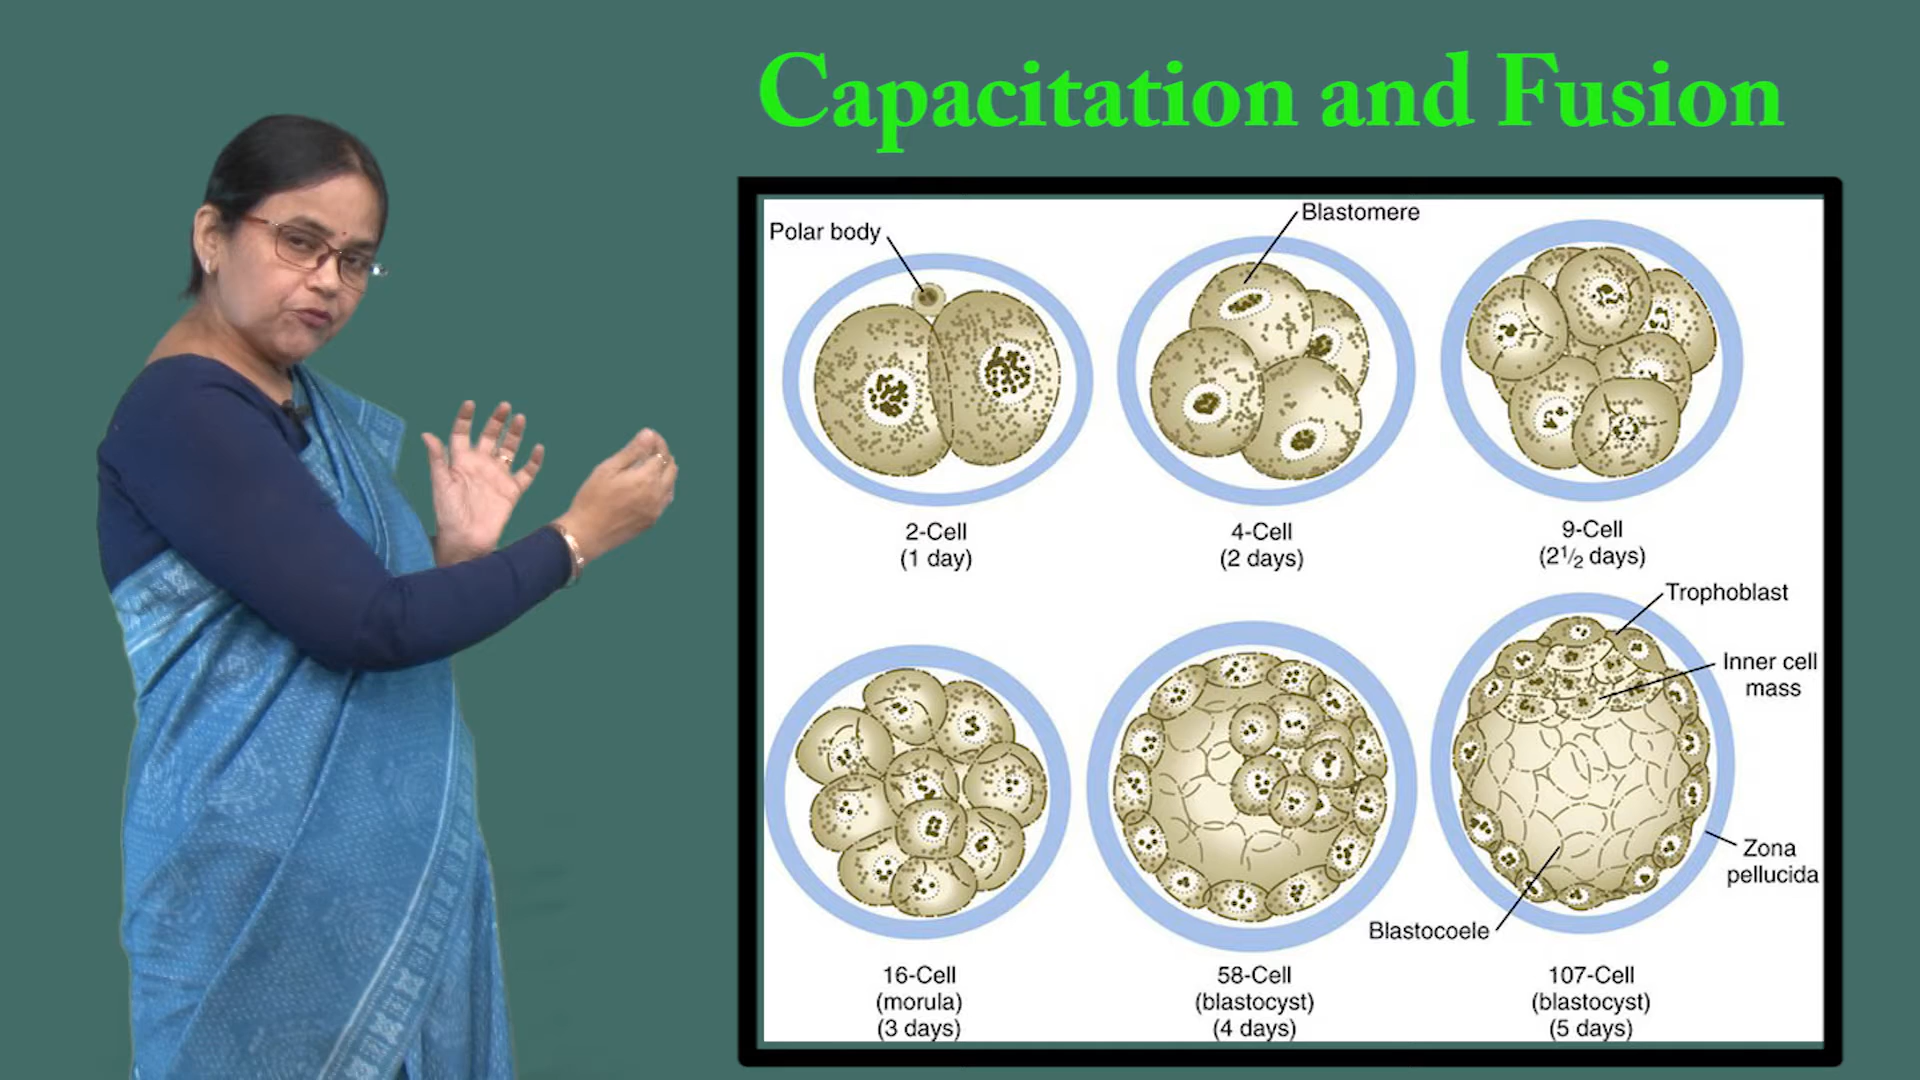 Capacitation and Fusion
Polar body
Blastomere
2-Cell
(1 day)
4-Cell
(2 days)
9-Cell
(2½ days)
Trophoblast
Inner cell
mass
Zona
pellucida
Blastocoele
16-Cell
(morula)
(3 days)
58-Cell
(blastocyst)
(4 days)
107-Cell
(blastocyst)
(5 days)